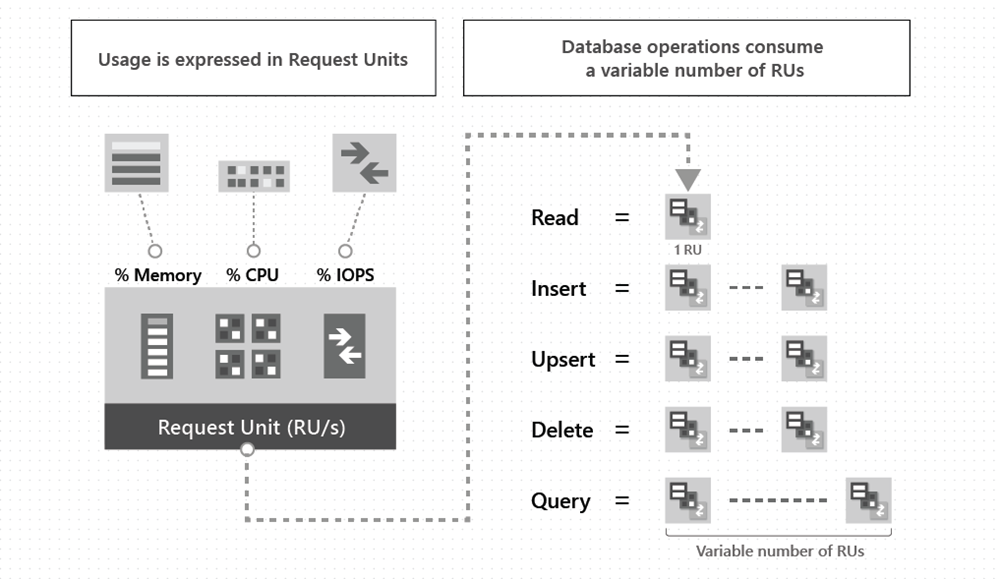 Usage is expressed in Request Units
Database operations consume
a variable number of RUs
% Memory
% CPU
% IOPS
Request Unit (RU/s)
Read =
1 RU
Insert =
Upsert =
Delete =
Query =
Variable number of RUs